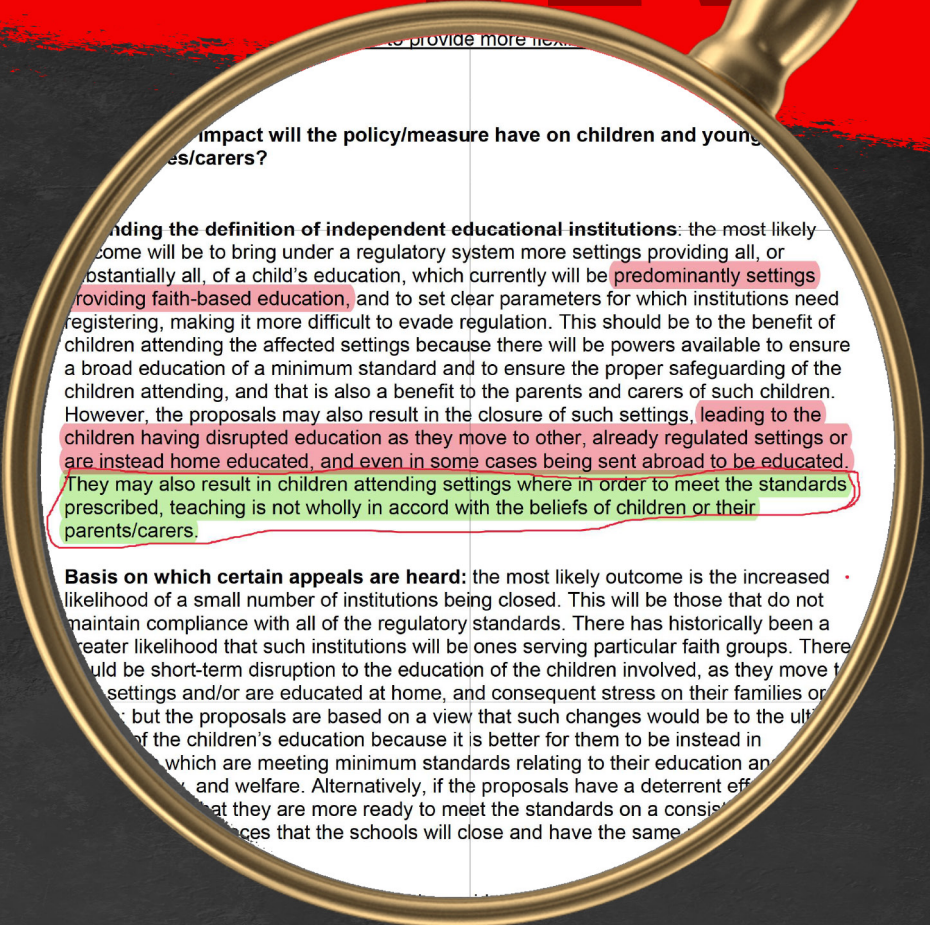 to provide more flexi
impact will the policy/measure have on children and young
es/carers?
nding the definition of independent educational institutions: the most likely
come will be to bring under a regulatory system more settings providing all, or
bstantially all, of a child's education, which currently will be predominantly settings
roviding faith-based education, and to set clear parameters for which institutions need
registering, making it more difficult to evade regulation. This should be to the benefit of
children attending the affected settings because there will be powers available to ensure
a broad education of a minimum standard and to ensure the proper safeguarding of the
children attending, and that is also a benefit to the parents and carers of such children.
However, the proposals may also result in the closure of such settings, leading to the
children having disrupted education as they move to other, already regulated settings or
are instead home educated, and even in some cases being sent abroad to be educated.
They may also result in children attending settings where in order to meet the standards
prescribed, teaching is not wholly in accord with the beliefs of children or their
parents/carers.
Basis on which certain appeals are heard: the most likely outcome is the increased
likelihood of a small number of institutions being closed. This will be those that do not
maintain compliance with all of the regulatory standards. There has historically been a
reater likelihood that such institutions will be ones serving particular faith groups. There
uld be short-term disruption to the education of the children involved, as they move t
settings and/or are educated at home, and consequent stress on their families or
: but the proposals are based on a view that such changes would be to the ulti
of the children's education because it is better for them to be instead in
which are meeting minimum standards relating to their education an
, and welfare. Alternatively, if the proposals have a deterrent eff
at they are more ready to meet the standards on a consist
ces that the schools will close and have the same